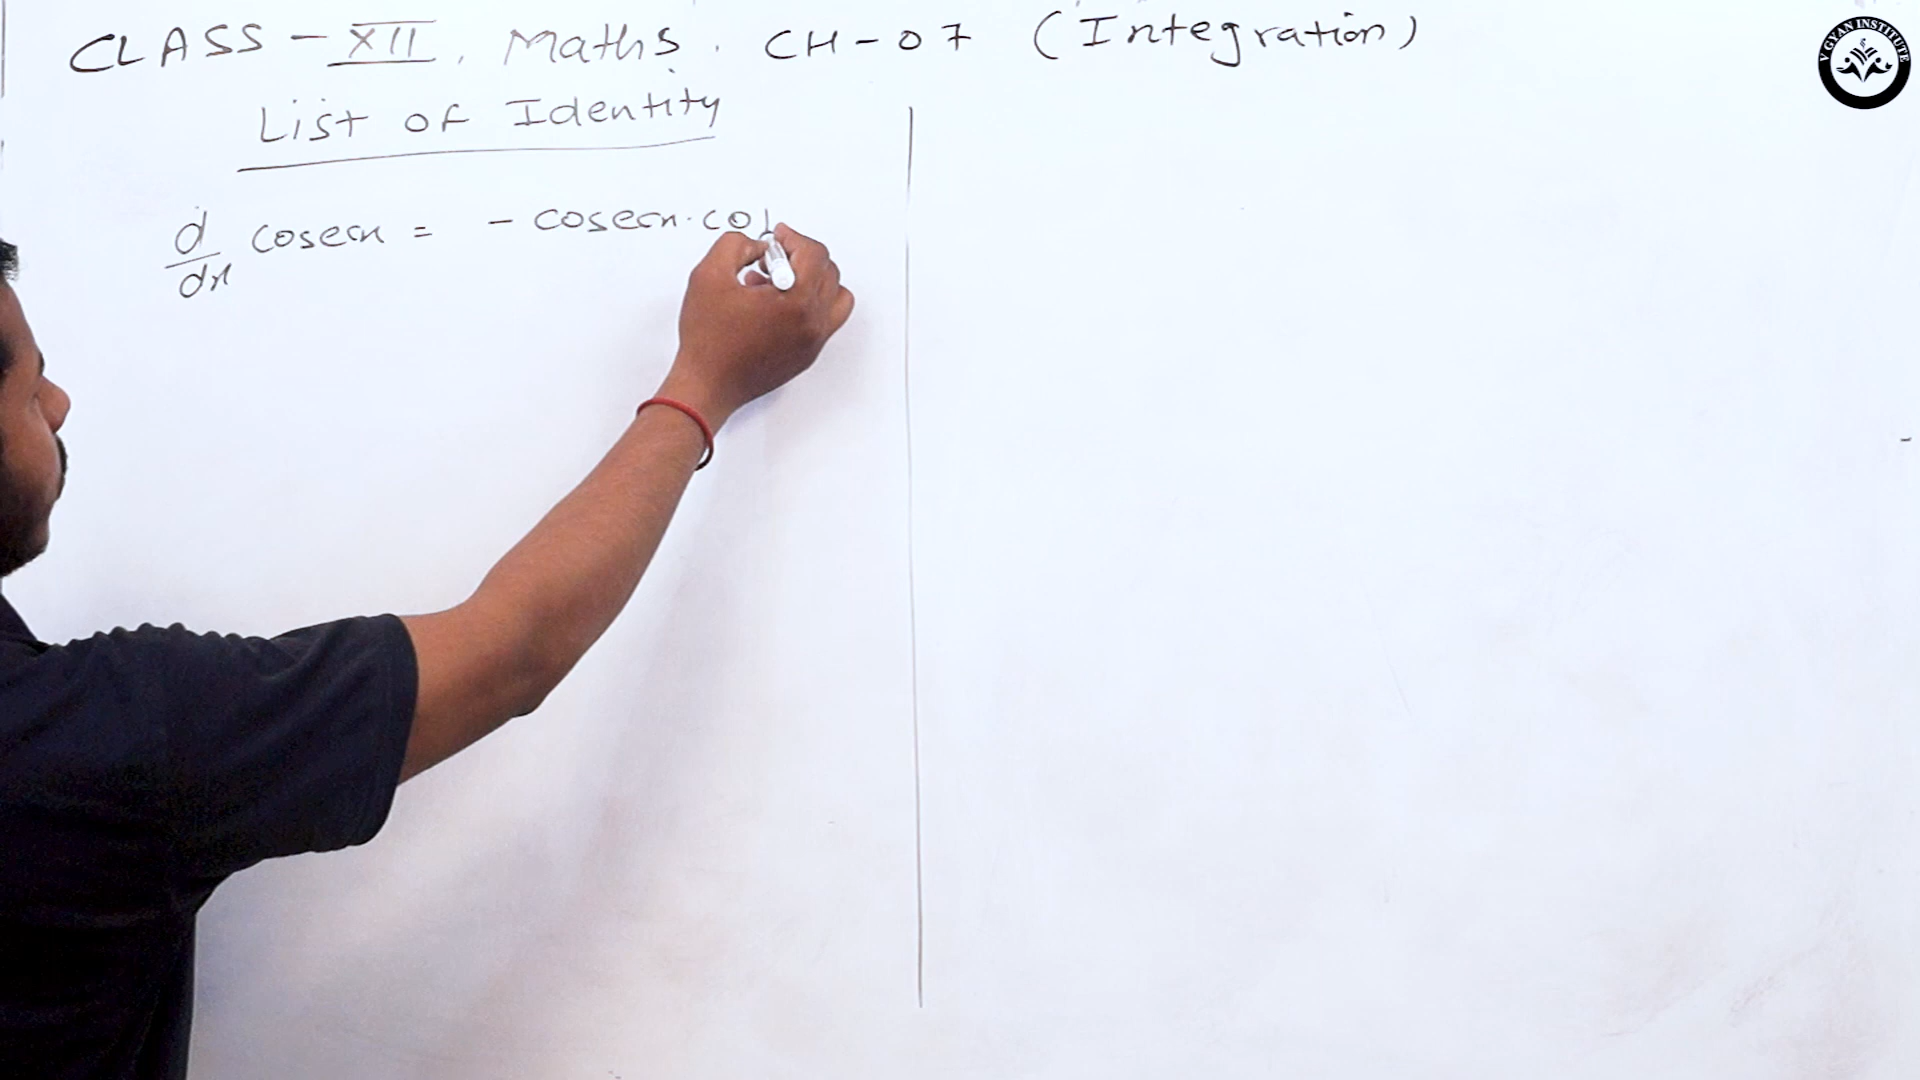 CLASS - XII, Maths. CH-07 (Integration)
List of Identity
d/dx cosecx = - cosecx. cot
V GYAN INSTITUTE